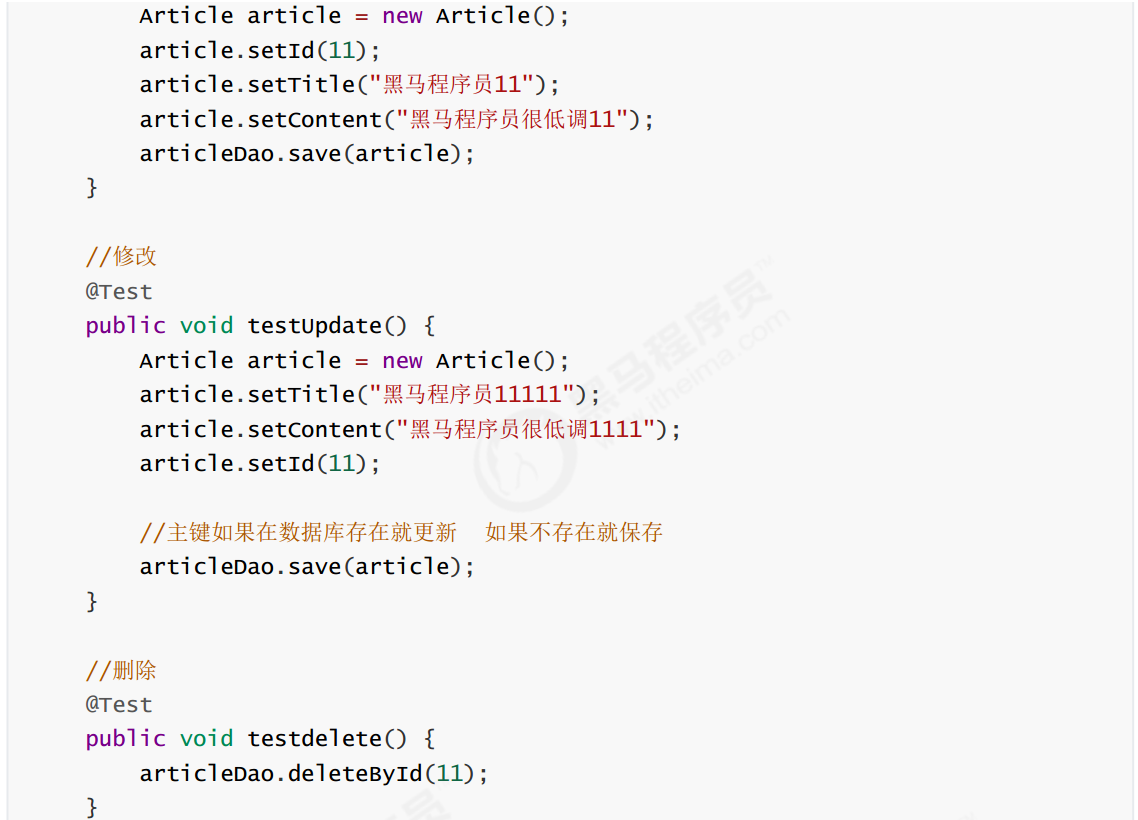 Article article = new Article();
article.setId(11);
article.setTitle("黑马程序员11");
article.setContent("黑马程序员很低调11");
articleDao.save(article);
}
//修改
@Test
public void testUpdate() {
Article article = new Article();
article.setTitle("黑马程序员11111");
article.setContent("黑马程序员很低调1111");
article.setId(11);
//主键如果在数据库存在就更新  如果不存在就保存
articleDao.save(article);
}
//删除
@Test
public void testdelete() {
articleDao.deleteById(11);
}
黑马程序员™
www.itheima.com
员